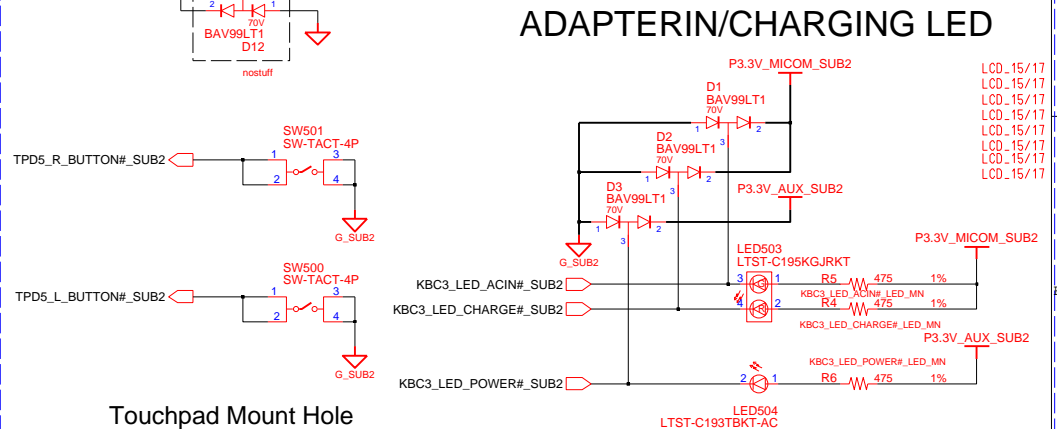 ADAPTERIN/CHARGING LED
2
1
70V
BAV99LT1
D12
nostuff
P3.3V_MICOM_SUB2
LCD_15/17
LCD_15/17
LCD_15/17
LCD_15/17
LCD_15/17
LCD_15/17
LCD_15/17
LCD_15/17
D1
BAV99LT1
70V
1
2
3
D2
BAV99LT1
70V
1
2
3
D3
BAV99LT1
70V
1
2
3
P3.3V_AUX_SUB2
G_SUB2
SW501
SW-TACT-4P
TPD5_R_BUTTON#_SUB2
1
3
2
4
G_SUB2
SW500
SW-TACT-4P
TPD5_L_BUTTON#_SUB2
1
3
2
4
G_SUB2
LED503
LTST-C195KGJRKT
P3.3V_MICOM_SUB2
KBC3_LED_ACIN#_SUB2
3
1
R5
475
1%
KBC3_LED_ACIN#_LED_MN
KBC3_LED_CHARGE#_SUB2
4
2
R4
475
1%
KBC3_LED_CHARGE#_LED_MN
P3.3V_AUX_SUB2
KBC3_LED_POWER#_LED_MN
KBC3_LED_POWER#_SUB2
2
1
R6
475
1%
LED504
LTST-C193TBKT-AC
Touchpad Mount Hole